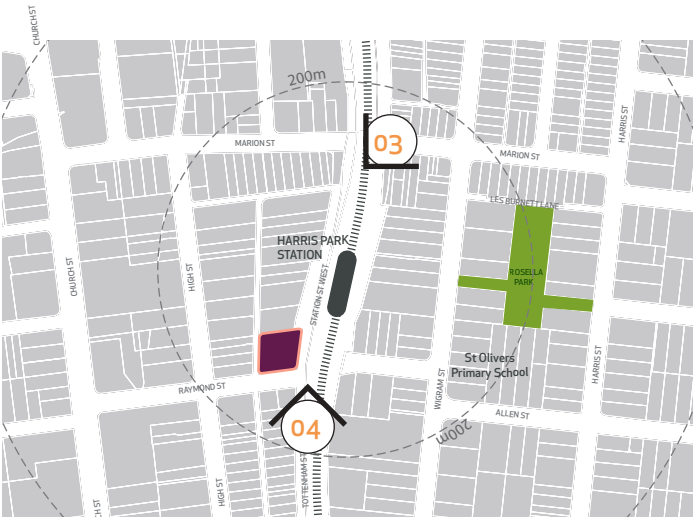 CHURCH ST
200m
HARRIS ST
03
MARION ST
MARION ST
LES BURNETT LANE
HARRIS PARK
STATION
CHURCH ST
HIGH ST
STATION ST WEST
ROSELLA
PARK
St Olivers
Primary School
HARRIS ST
WIGRAM ST
RAYMOND ST
ALLEN ST
04
200m
TOTTENHAM ST
HIGH ST
CH ST